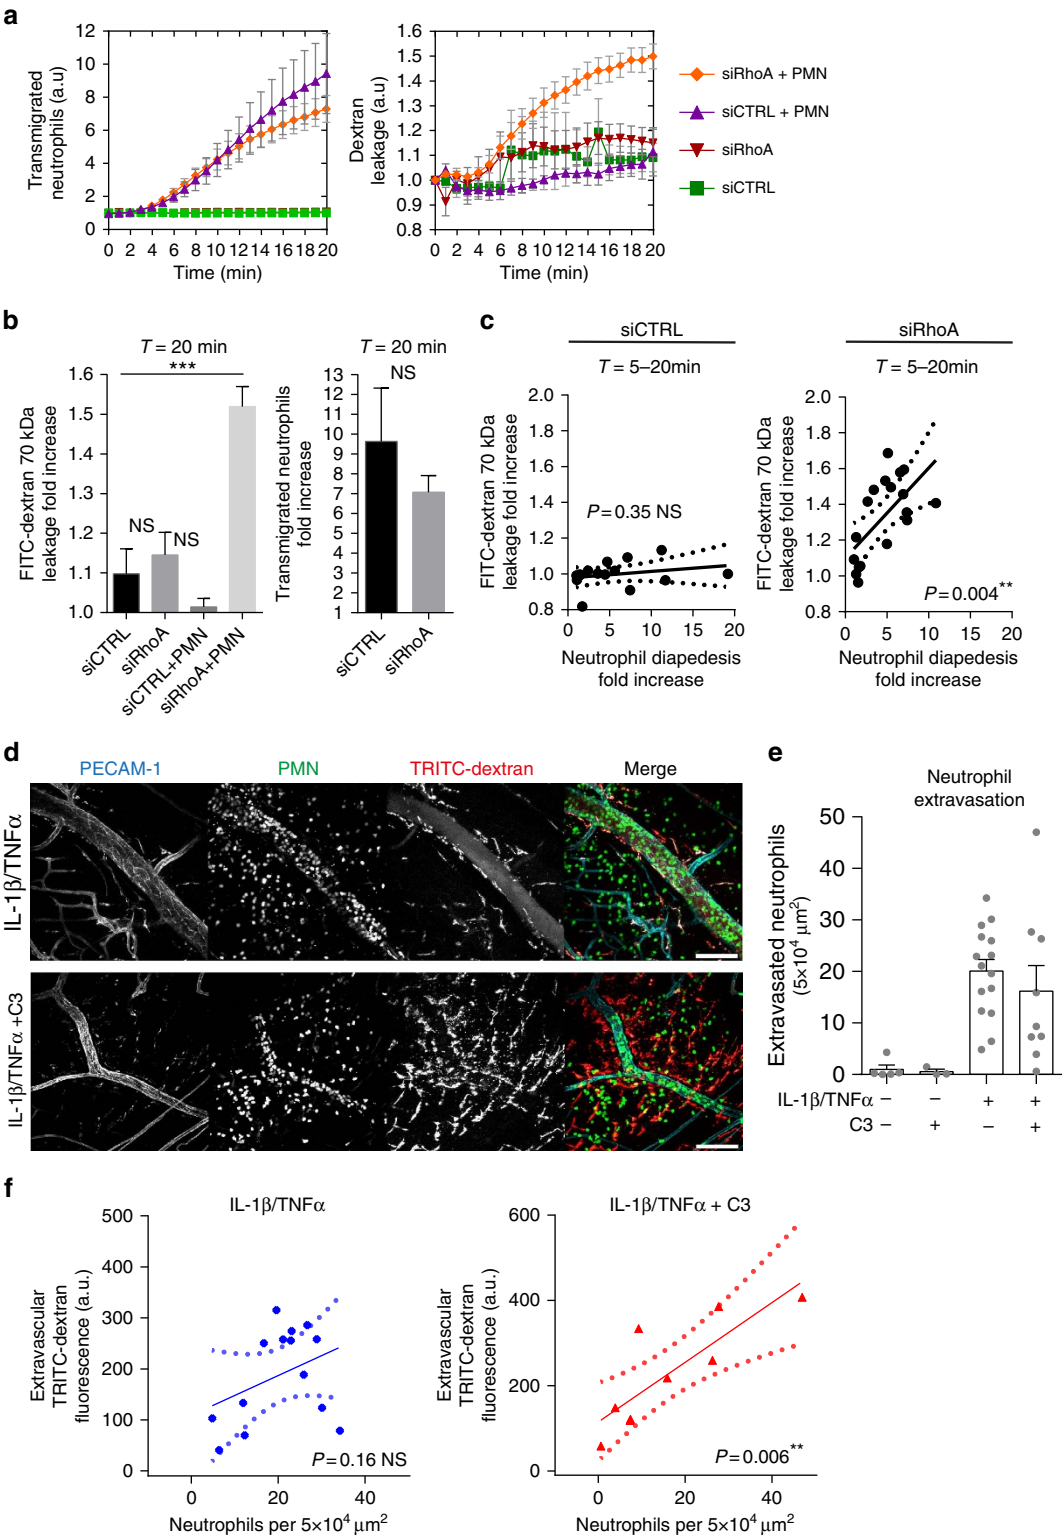 a
Transmigrated
neutrophils (a.u)
12
10
8
6
4
2
0
0 2 4 6 8 10 12 14 16 18 20
Time (min)
Dextran
leakage (a.u)
1.6
1.5
1.4
1.3
1.2
1.1
1.0
0.9
0.8
0 2 4 6 8 10 12 14 16 18 20
Time (min)
siRhoA + PMN
siCTRL + PMN
siRhoA
siCTRL
b
T = 20 min
***
FITC-dextran 70 kDa
leakage fold increase
1.6
1.5
1.4
1.3
1.2
1.1
1.0
NS
NS
siCTRL
siRhoA
siCTRL+PMN
siRhoA+PMN
T = 20 min
NS
Transmigrated neutrophils
fold increase
13
12
11
10
9
8
7
6
5
4
3
2
1
siCTRL
siRhoA
c
siCTRL
T = 5–20min
FITC-dextran 70 kDa
leakage fold increase
2.0
1.8
1.6
1.4
1.2
1.0
0.8
P = 0.35 NS
0 5 10 15 20
Neutrophil diapedesis
fold increase
siRhoA
T = 5–20min
FITC-dextran 70 kDa
leakage fold increase
2.0
1.8
1.6
1.4
1.2
1.0
0.8
P = 0.004**
0 5 10 15 20
Neutrophil diapedesis
fold increase
d
PECAM-1 PMN TRITC-dextran Merge
IL-1β/TNFα
IL-1β/TNFα +C3
e
Neutrophil
extravasation
Extravasated neutrophils
(5×10⁴ μm²)
50
40
30
20
10
0
IL-1β/TNFα − − + +
C3 − + − +
f
IL-1β/TNFα
Extravascular
TRITC-dextran
fluorescence (a.u.)
500
400
300
200
100
0
P = 0.16 NS
0 20 40
Neutrophils per 5×10⁴ μm²
IL-1β/TNFα + C3
Extravascular
TRITC-dextran
fluorescence (a.u.)
600
400
200
0
P = 0.006**
0 20 40
Neutrophils per 5×10⁴ μm²